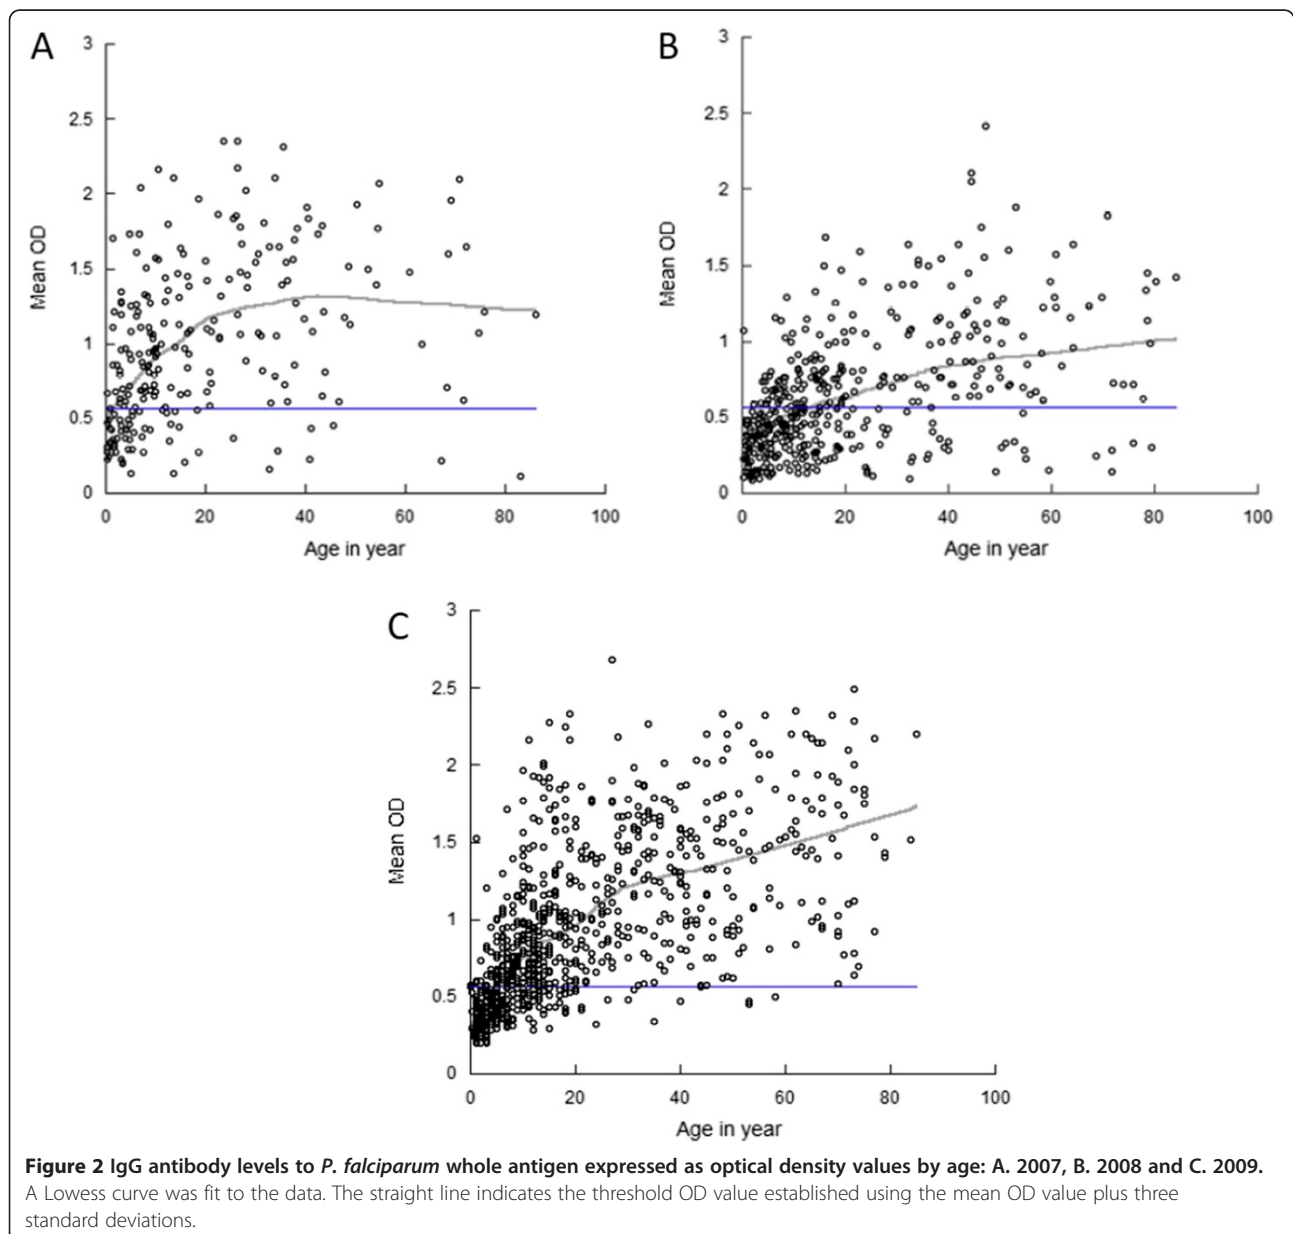 A
3
2.5
2
1.5
1
0.5
0
Mean OD
0 20 40 60 80 100
Age in year
B
3
2.5
2
1.5
1
0.5
0
Mean OD
0 20 40 60 80 100
Age in year
C
3
2.5
2
1.5
1
0.5
0
Mean OD
0 20 40 60 80 100
Age in year
Figure 2 IgG antibody levels to P. falciparum whole antigen expressed as optical density values by age: A. 2007, B. 2008 and C. 2009.
A Lowess curve was fit to the data. The straight line indicates the threshold OD value established using the mean OD value plus three
standard deviations.